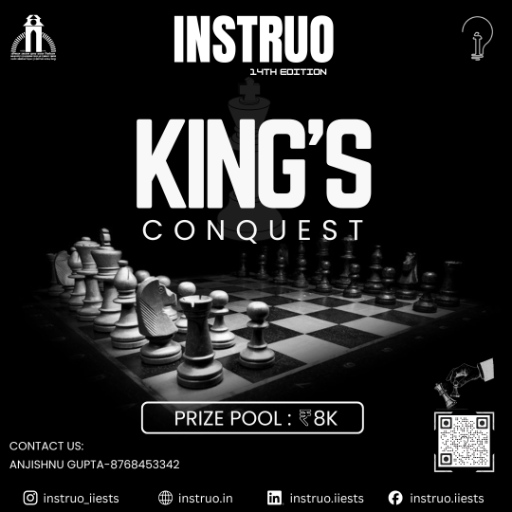 INSTRUO
14TH EDITION
KING'S
CONQUEST
PRIZE POOL : ₹8K
CONTACT US:
ANJISHNU GUPTA-8768453342
instruo_iiests
instruo.in
instruo.iiests
instruo.iiests